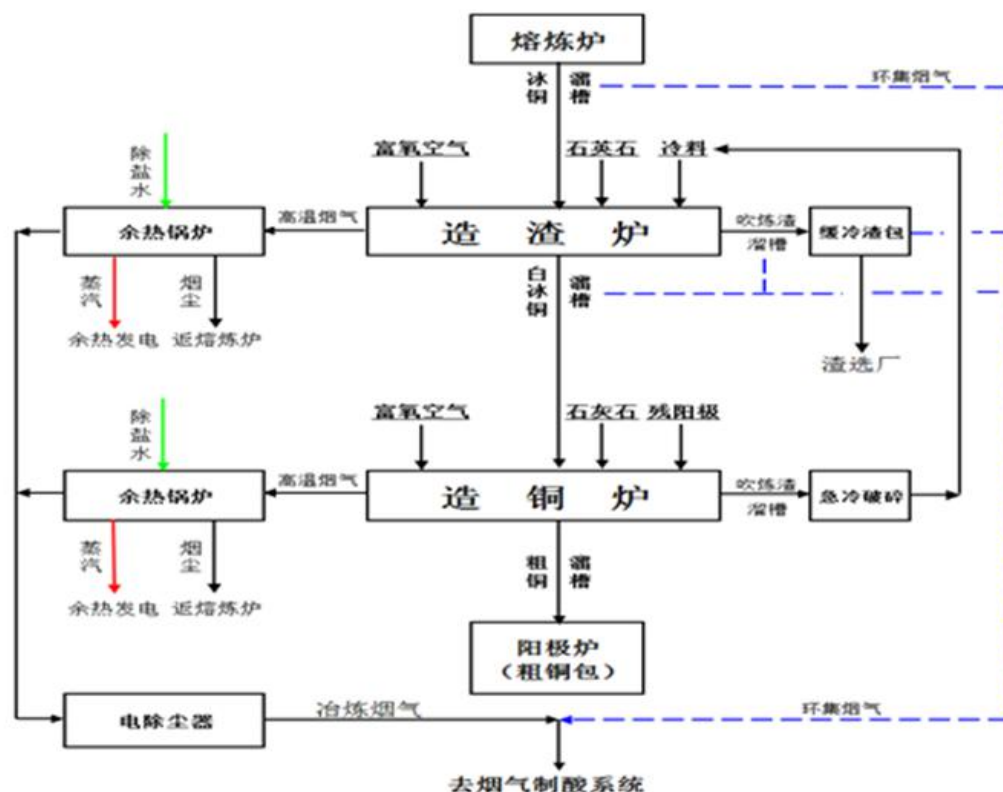 熔炼炉
冰铜
溜槽
环集烟气
除盐水
富氧空气
石英石
冷料
余热锅炉
高温烟气
造渣炉
吹炼渣
溜槽
缓冷渣包
蒸汽
烟尘
白冰铜
溜槽
余热发电
返熔炼炉
渣选厂
除盐水
富氧空气
石灰石
残阳极
余热锅炉
高温烟气
造铜炉
吹炼渣
溜槽
急冷破碎
蒸汽
烟尘
粗铜
溜槽
余热发电
返熔炼炉
阳极炉
（粗铜包）
电除尘器
冶炼烟气
环集烟气
去烟气制酸系统